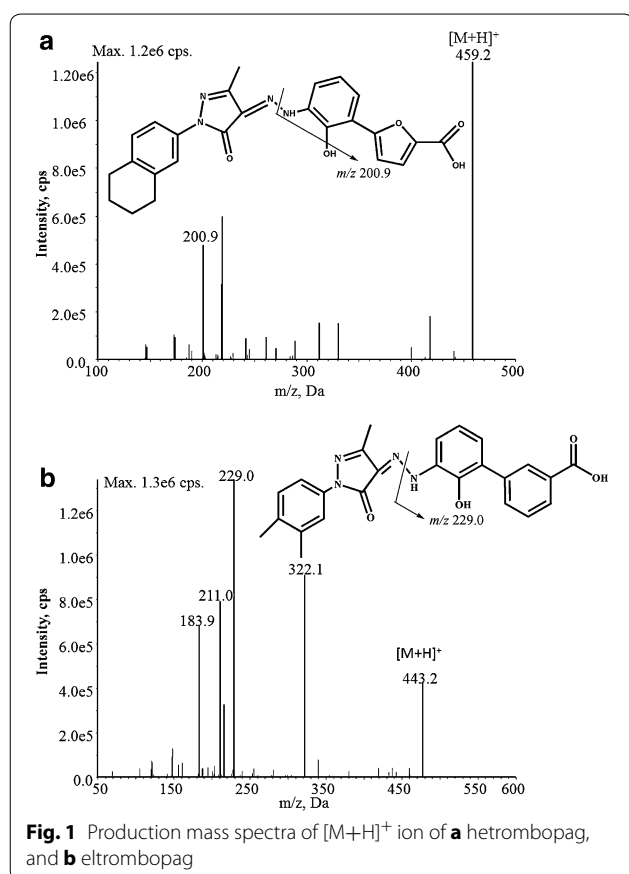 a
Max. 1.2e6 cps.
[M+H]+
459.2
1.20e6
1.0e6
8.0e5
6.0e5
4.0e5
2.0e5
0.0
Intensity, cps
CH3
N
N
O
N
NH
OH
O
O
OH
m/z 200.9
200.9
100
200
300
400
500
m/z, Da
b
Max. 1.3e6 cps.
229.0
1.2e6
1.0e6
8.0e5
6.0e5
4.0e5
2.0e5
0.0
Intensity, cps
N
N
O
N
N
H
OH
O
OH
m/z 229.0
322.1
211.0
183.9
[M+H]+
443.2
50
150
250
350
450
550
600
m/z, Da
Fig. 1 Production mass spectra of [M+H]+ ion of a hetrombopag,
and b eltrombopag